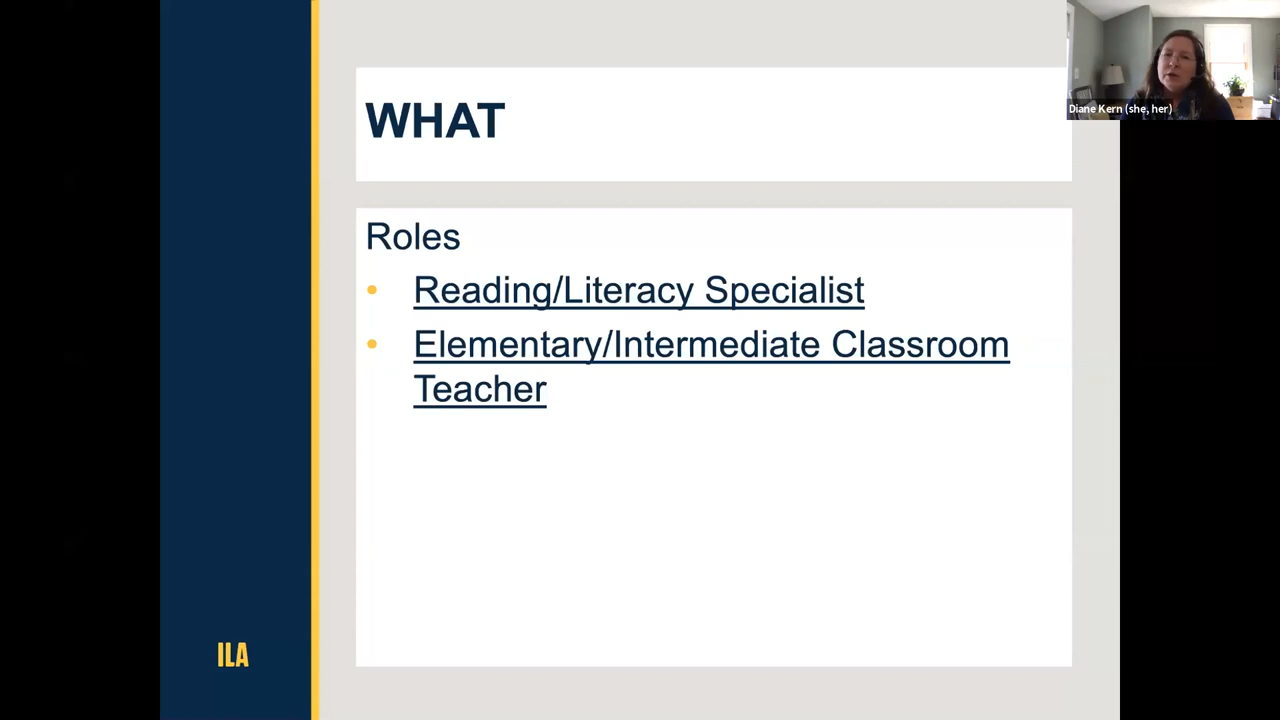 WHAT
Diane Kern (she, her)
Roles
• Reading/Literacy Specialist
• Elementary/Intermediate Classroom
Teacher
ILA